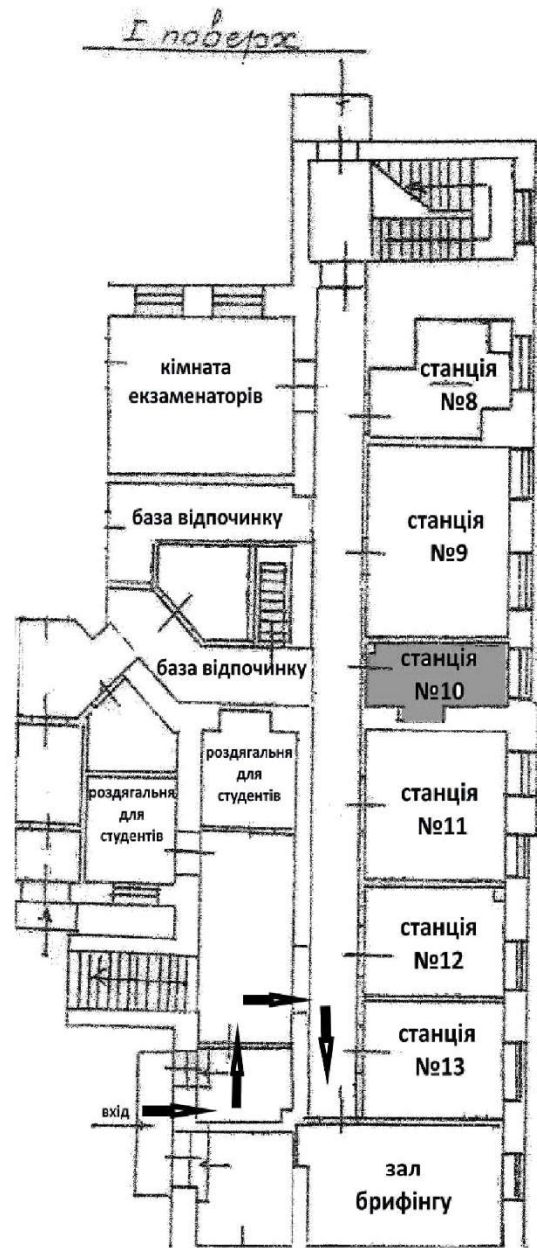 I поверх
кімната
екзаменаторів
станція
№8
база відпочинку
станція
№9
база відпочинку
станція
№10
роздягальня
для
студентів
роздягальня
для
студентів
станція
№11
станція
№12
станція
№13
вхід
зал
брифінгу